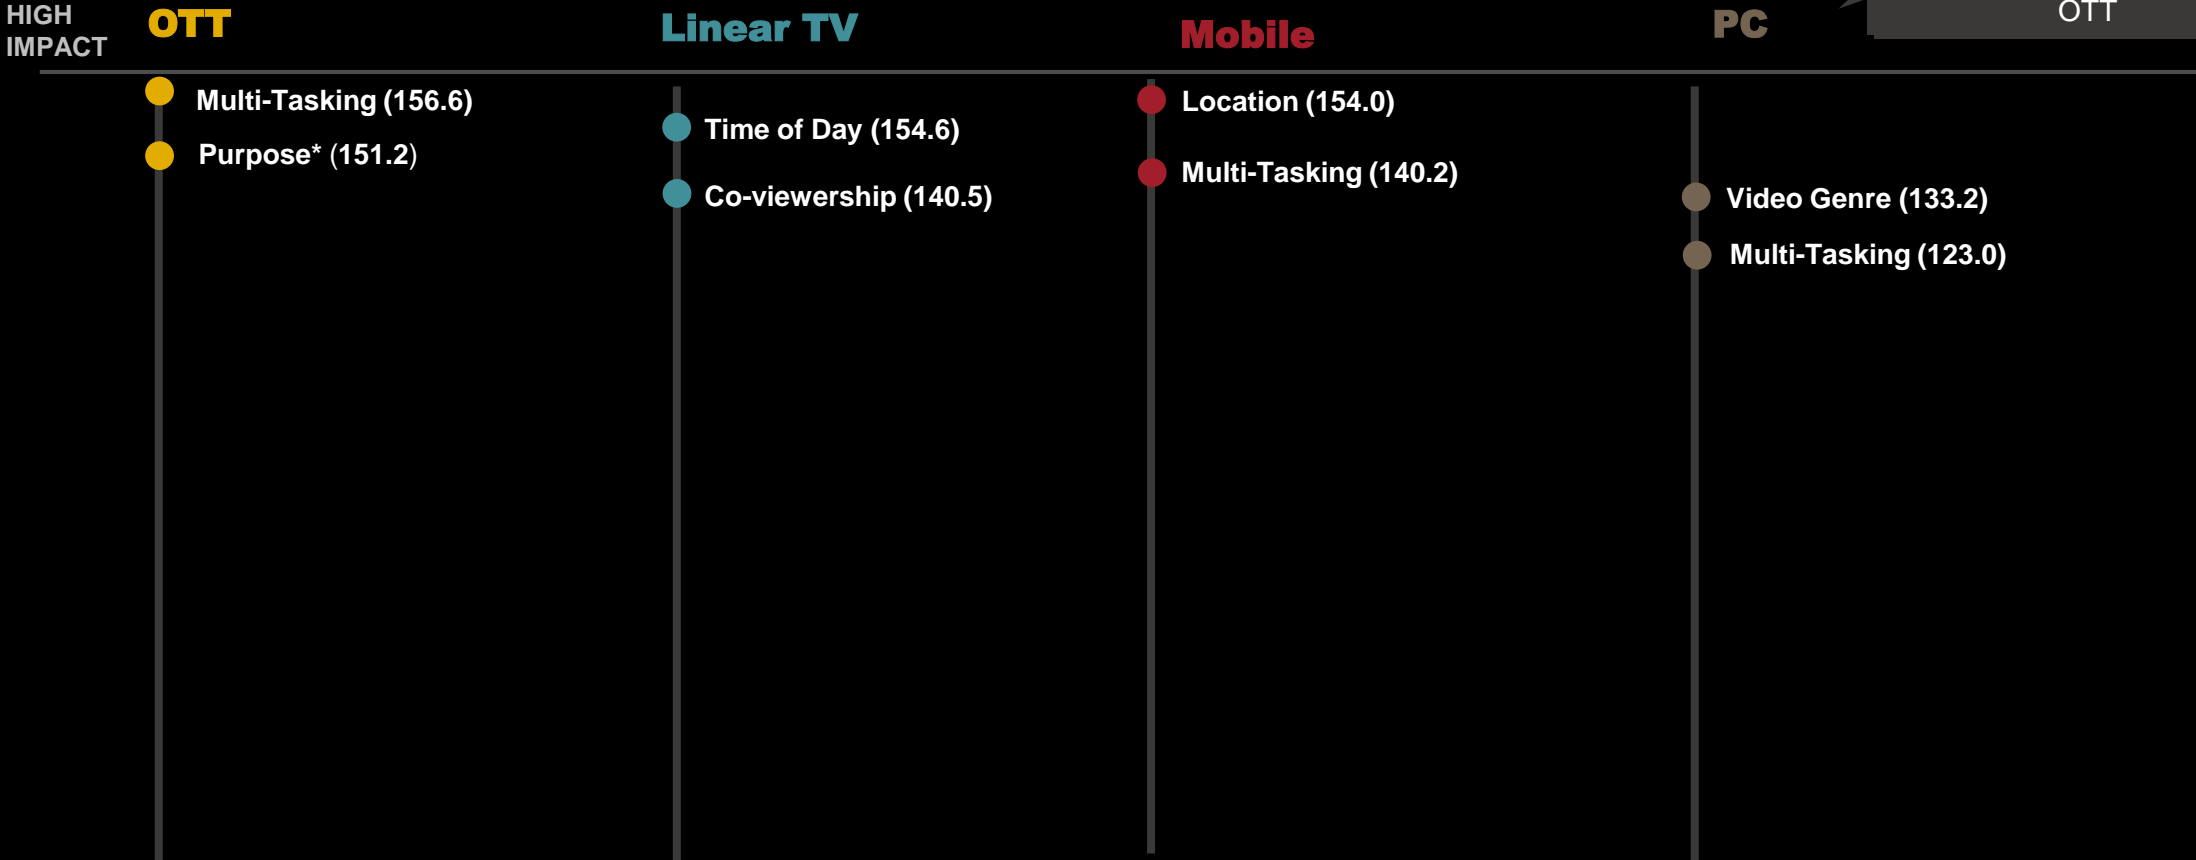 HIGH
IMPACT
OTT
Linear TV
Mobile
PC
OTT
Multi-Tasking (156.6)
Purpose* (151.2)
Time of Day (154.6)
Co-viewership (140.5)
Location (154.0)
Multi-Tasking (140.2)
Video Genre (133.2)
Multi-Tasking (123.0)